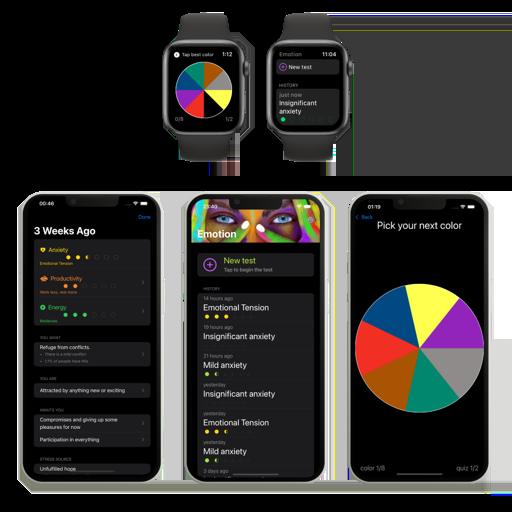 Tap best color 1:12
0/8 1/2
Emotion 11:04
New test
HISTORY
just now
Insignificant
anxiety
00:46
Done
3 Weeks Ago
Anxiety
Emotional Tension
Productivity
Work less, rest more
Energy
Moderate
YOU WANT
Refuge from conflicts.
There is a mild conflict
17% of people have this
YOU ARE
Attracted by anything new or exciting
AWAITS YOU
Compromises and giving up some
pleasures for now
Participation in everything
STRESS SOURCE
Unfulfilled hope
23:40
Emotion
New test
Tap to begin the test
HISTORY
14 hours ago
Emotional Tension
19 hours ago
Insignificant anxiety
21 hours ago
Mild anxiety
yesterday
Insignificant anxiety
yesterday
Emotional Tension
yesterday
Mild anxiety
3 days ago
01:19
Back
Pick your next color
color 1/8 quiz 1/2